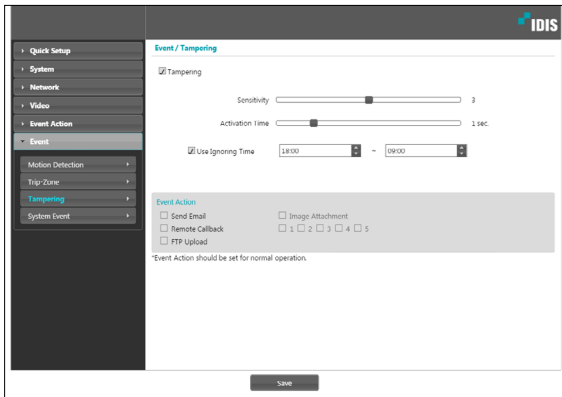 IDIS
Quick Setup
System
Network
Video
Event Action
Event
Motion Detection
Trip-Zone
Tampering
System Event
Event / Tampering
Tampering
Sensitivity 3
Activation Time 1 sec.
Use Ignoring Time 18:00 ~ 09:00
Event Action
Send Email Image Attachment
Remote Callback 1 2 3 4 5
FTP Upload
*Event Action should be set for normal operation.
Save